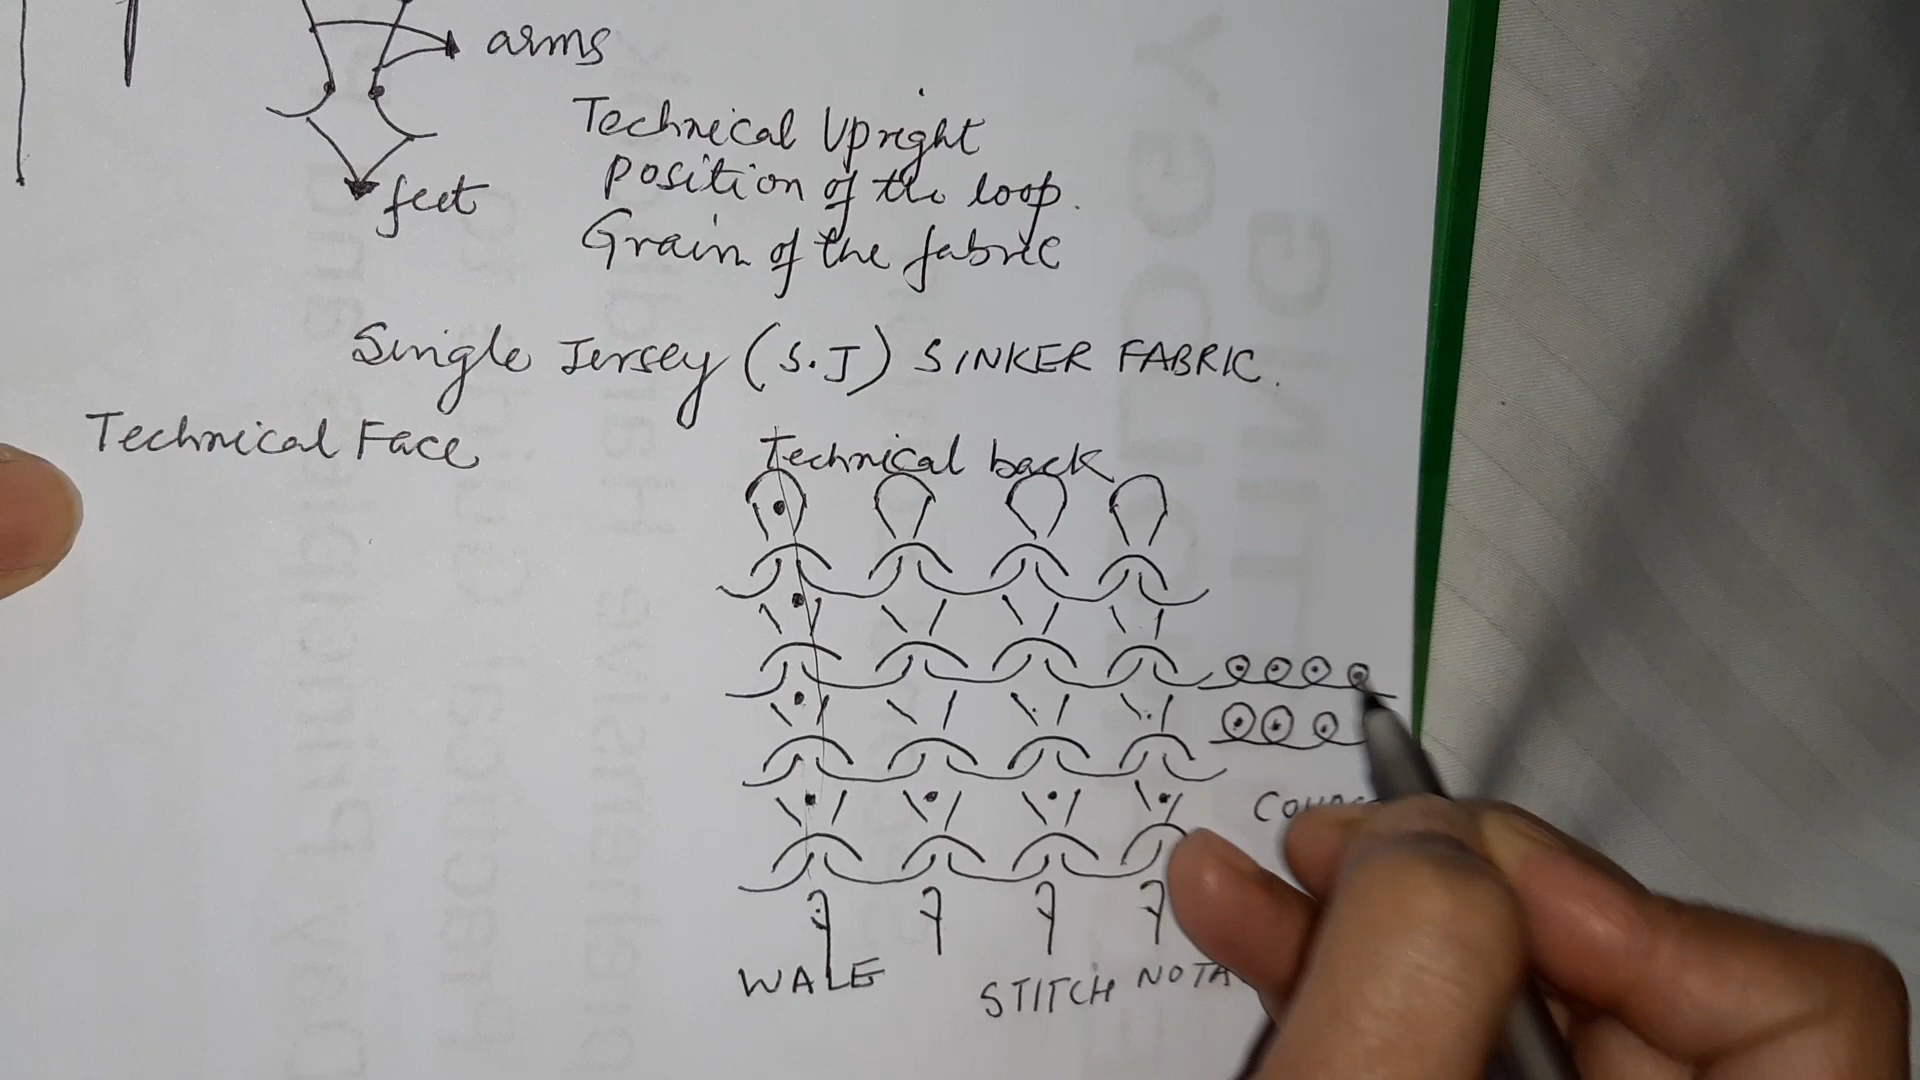 arms
Technical Upright
feet position of the loop.
Grain of the fabric
Single Jersey (S.J) SINKER FABRIC.
Technical Face
Technical back
WALE STITCH